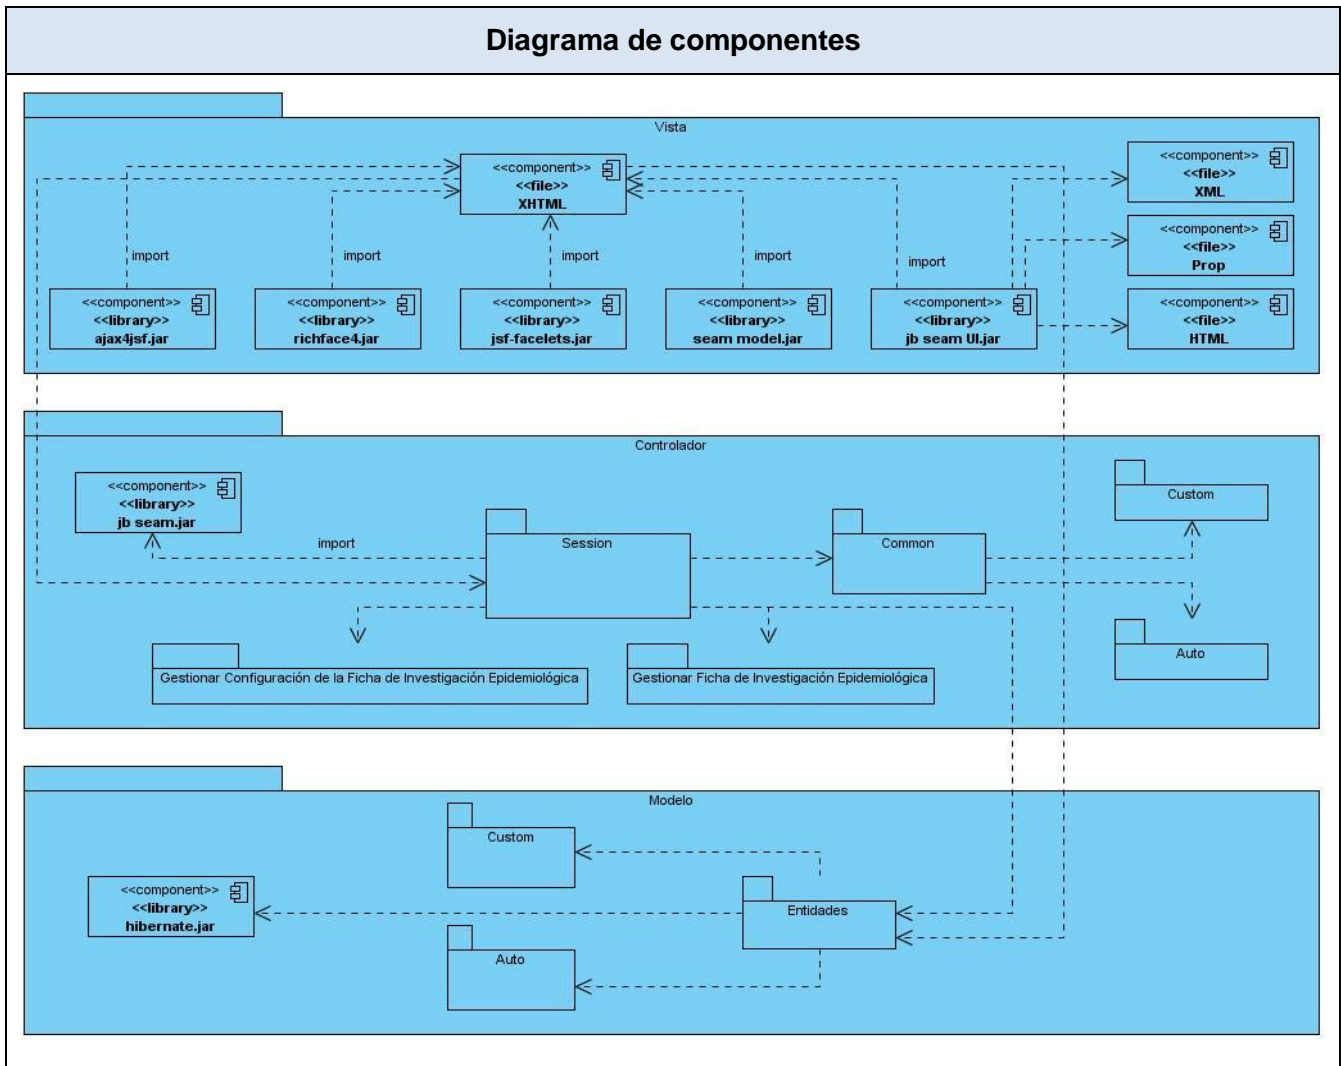 Diagrama de componentes
Vista
<<component>>
<<file>>
XHTML
<<component>>
<<file>>
XML
<<component>>
<<file>>
Prop
import
import
import
import
import
<<component>>
<<library>>
ajax4jsf.jar
<<component>>
<<library>>
richface4.jar
<<component>>
<<library>>
jsf-facelets.jar
<<component>>
<<library>>
seam model.jar
<<component>>
<<library>>
jb seam UI.jar
<<component>>
<<file>>
HTML
Controlador
<<component>>
<<library>>
jb seam.jar
import
Session
Common
Custom
Auto
Gestionar Configuración de la Ficha de Investigación Epidemiológica
Gestionar Ficha de Investigación Epidemiológica
Modelo
Custom
<<component>>
<<library>>
hibernate.jar
Entidades
Auto